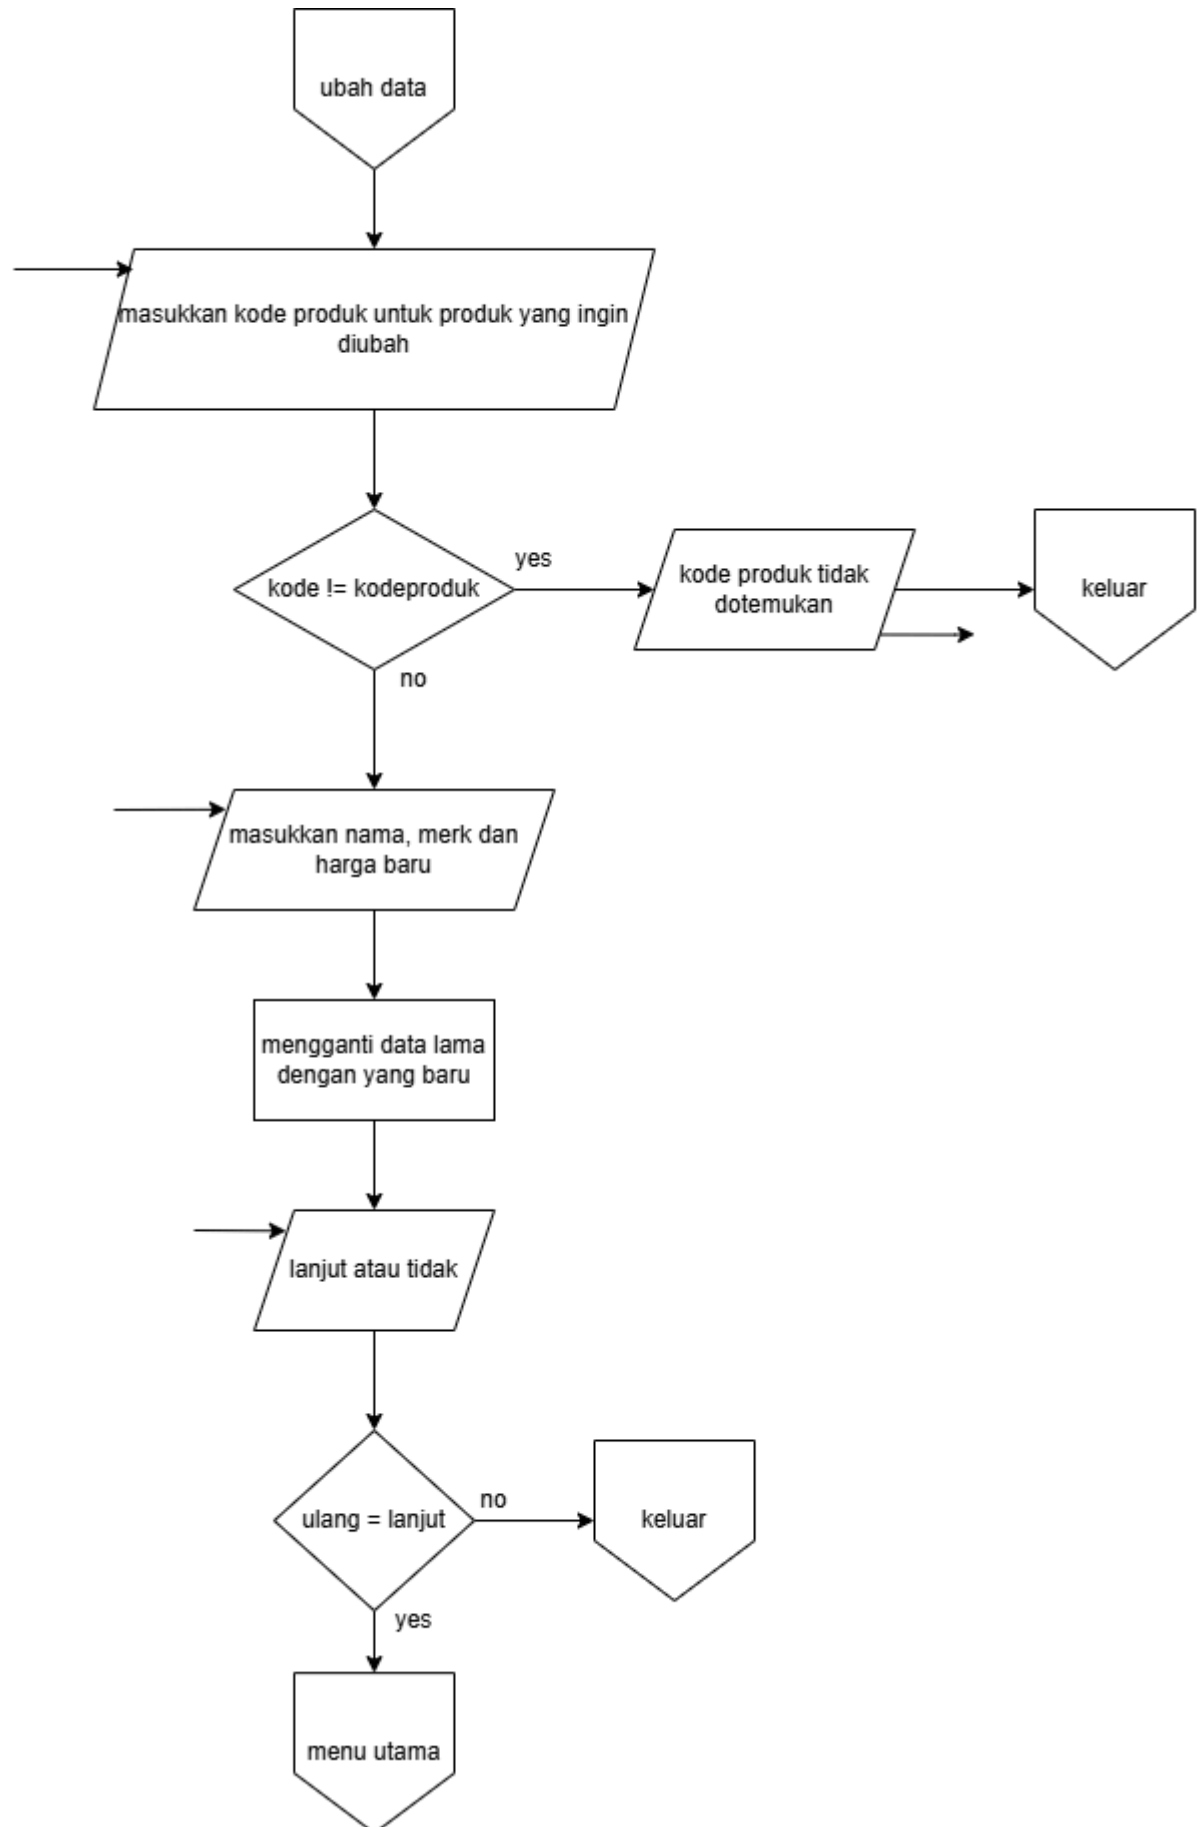 ubah data
masukkan kode produk untuk produk yang ingin
diubah
kode != kodeproduk
yes
kode produk tidak
dotemukan
keluar
no
masukkan nama, merk dan
harga baru
mengganti data lama
dengan yang baru
lanjut atau tidak
ulang = lanjut
no
keluar
yes
menu utama